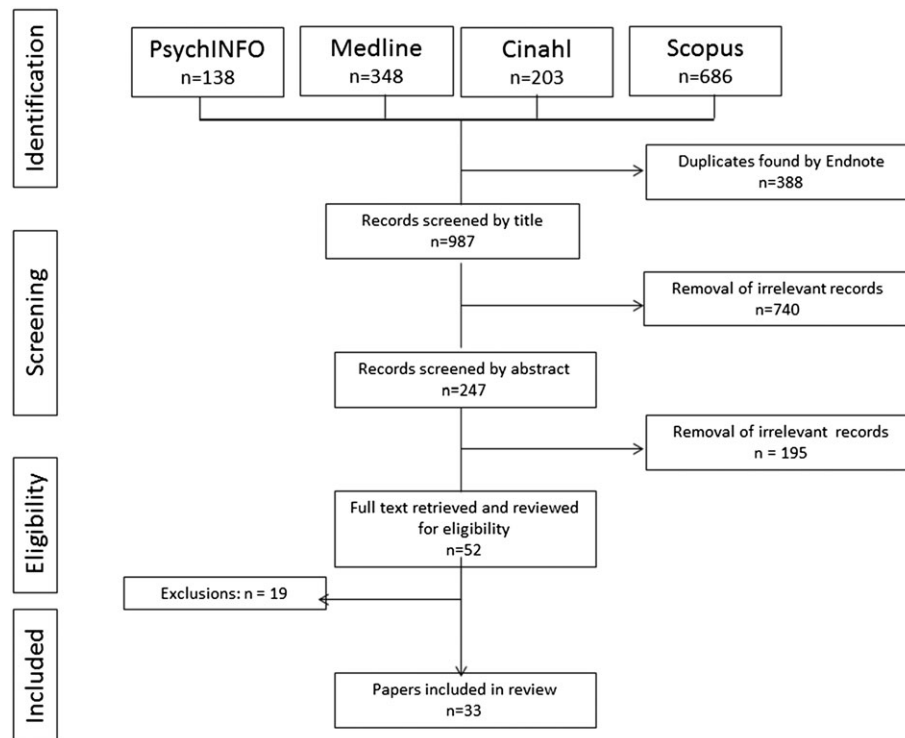 Identification
PsychINFO
n=138
Medline
n=348
Cinahl
n=203
Scopus
n=686
Duplicates found by Endnote
n=388
Records screened by title
n=987
Screening
Removal of irrelevant records
n=740
Records screened by abstract
n=247
Removal of irrelevant records
n = 195
Eligibility
Full text retrieved and reviewed
for eligibility
n=52
Exclusions: n = 19
Included
Papers included in review
n=33